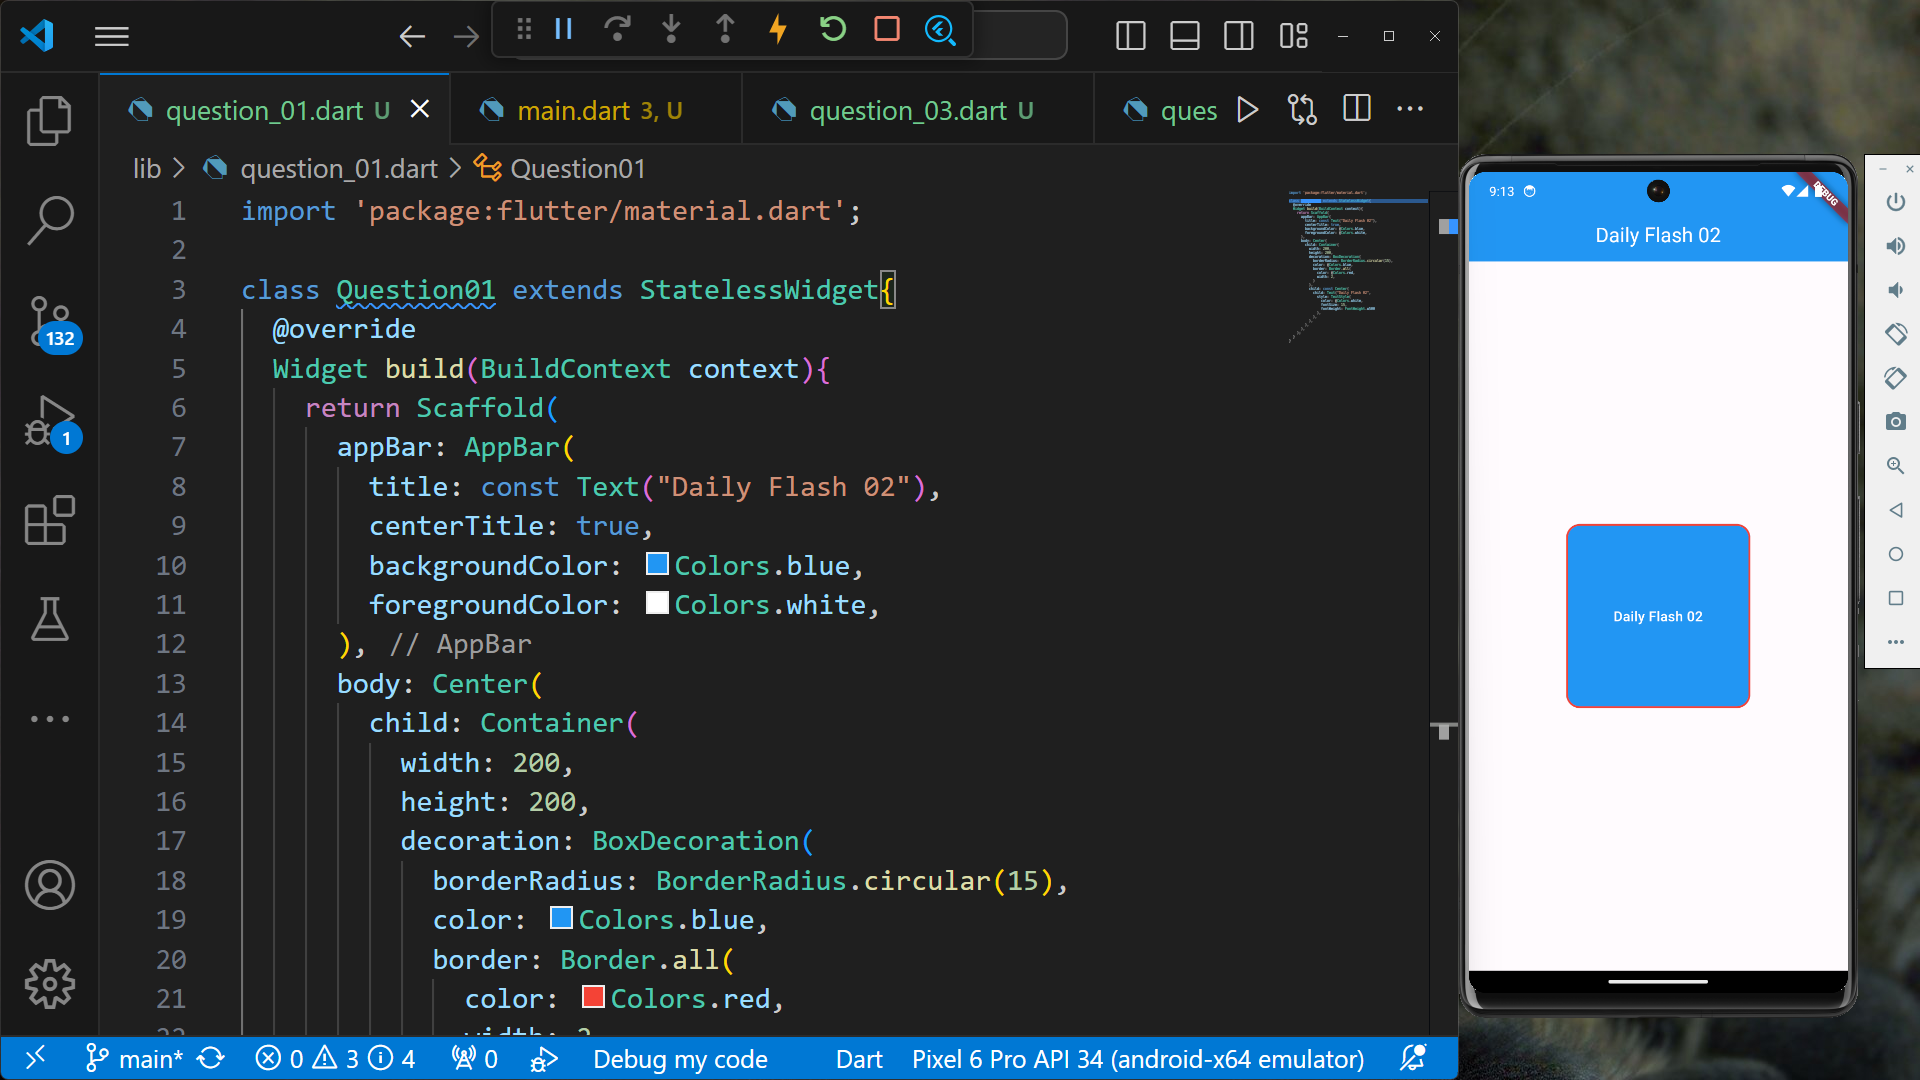 question_01.dart U
main.dart 3, U
question_03.dart U
ques
lib > question_01.dart > Question01
1 import 'package:flutter/material.dart';
2
3 class Question01 extends StatelessWidget{
4 @override
5 Widget build(BuildContext context){
6 return Scaffold(
7 appBar: AppBar(
8 title: const Text("Daily Flash 02"),
9 centerTitle: true,
10 backgroundColor: Colors.blue,
11 foregroundColor: Colors.white,
12 ), // AppBar
13 body: Center(
14 child: Container(
15 width: 200,
16 height: 200,
17 decoration: BoxDecoration(
18 borderRadius: BorderRadius.circular(15),
19 color: Colors.blue,
20 border: Border.all(
21 color: Colors.red,
22 width: 2
132
1
main* 0 3 4 0 Debug my code Dart Pixel 6 Pro API 34 (android-x64 emulator)
9:13
DEBUG
Daily Flash 02
Daily Flash 02